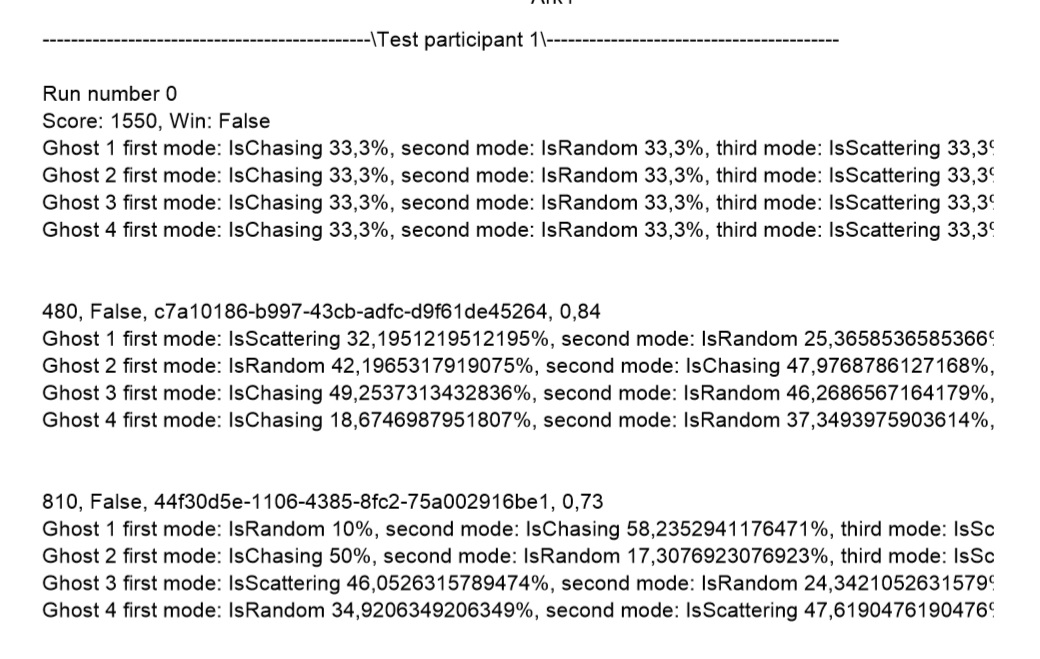 ----------------------------------------------\Test participant 1\-----------------------------------------
Run number 0
Score: 1550, Win: False
Ghost 1 first mode: IsChasing 33,3%, second mode: IsRandom 33,3%, third mode: IsScattering 33,3
Ghost 2 first mode: IsChasing 33,3%, second mode: IsRandom 33,3%, third mode: IsScattering 33,3
Ghost 3 first mode: IsChasing 33,3%, second mode: IsRandom 33,3%, third mode: IsScattering 33,3
Ghost 4 first mode: IsChasing 33,3%, second mode: IsRandom 33,3%, third mode: IsScattering 33,3
480, False, c7a10186-b997-43cb-adfc-d9f61de45264, 0,84
Ghost 1 first mode: IsScattering 32,1951219512195%, second mode: IsRandom 25,3658536585366
Ghost 2 first mode: IsRandom 42,1965317919075%, second mode: IsChasing 47,9768786127168%,
Ghost 3 first mode: IsChasing 49,2537313432836%, second mode: IsRandom 46,2686567164179%,
Ghost 4 first mode: IsChasing 18,6746987951807%, second mode: IsRandom 37,3493975903614%,
810, False, 44f30d5e-1106-4385-8fc2-75a002916be1, 0,73
Ghost 1 first mode: IsRandom 10%, second mode: IsChasing 58,2352941176471%, third mode: IsSc
Ghost 2 first mode: IsChasing 50%, second mode: IsRandom 17,3076923076923%, third mode: IsSc
Ghost 3 first mode: IsScattering 46,0526315789474%, second mode: IsRandom 24,3421052631579
Ghost 4 first mode: IsRandom 34,9206349206349%, second mode: IsScattering 47,6190476190476